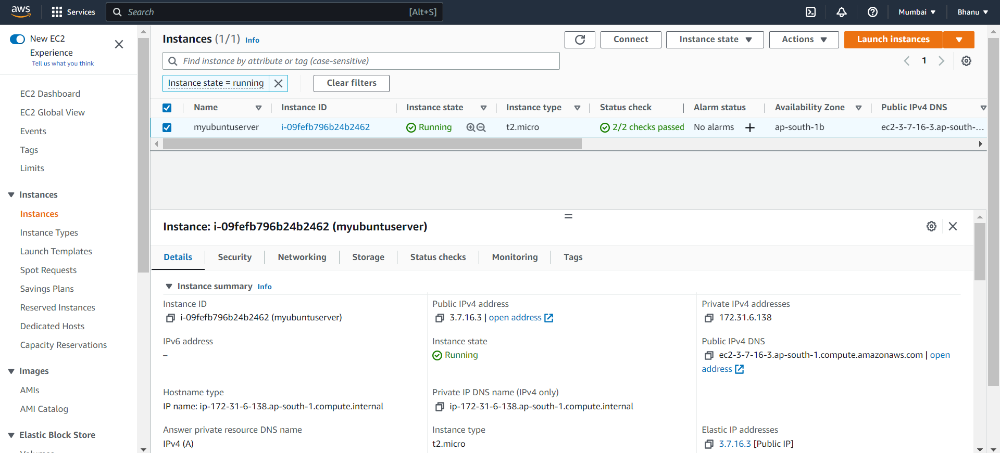 aws Services Search [Alt+S] Mumbai Bhanu
New EC2
Experience
Tell us what you think
EC2 Dashboard
EC2 Global View
Events
Tags
Limits
Instances
Instances
Instance Types
Launch Templates
Spot Requests
Savings Plans
Reserved Instances
Dedicated Hosts
Capacity Reservations
Images
AMIs
AMI Catalog
Elastic Block Store
Instances (1/1) Info Connect Instance state Actions Launch instances
Find instance by attribute or tag (case-sensitive) 1
Instance state = running Clear filters
Name Instance ID Instance state Instance type Status check Alarm status Availability Zone Public IPv4 DNS
myubuntuserver i-09fefb796b24b2462 Running t2.micro 2/2 checks passed No alarms ap-south-1b ec2-3-7-16-3.ap-south-...
Instance: i-09fefb796b24b2462 (myubuntuserver)
Details Security Networking Storage Status checks Monitoring Tags
Instance summary Info
Instance ID Public IPv4 address Private IPv4 addresses
i-09fefb796b24b2462 (myubuntuserver) 3.7.16.3 | open address 172.31.6.138
IPv6 address Instance state Public IPv4 DNS
– Running ec2-3-7-16-3.ap-south-1.compute.amazonaws.com | open
address
Hostname type Private IP DNS name (IPv4 only)
IP name: ip-172-31-6-138.ap-south-1.compute.internal ip-172-31-6-138.ap-south-1.compute.internal
Answer private resource DNS name Instance type Elastic IP addresses
IPv4 (A) t2.micro 3.7.16.3 [Public IP]